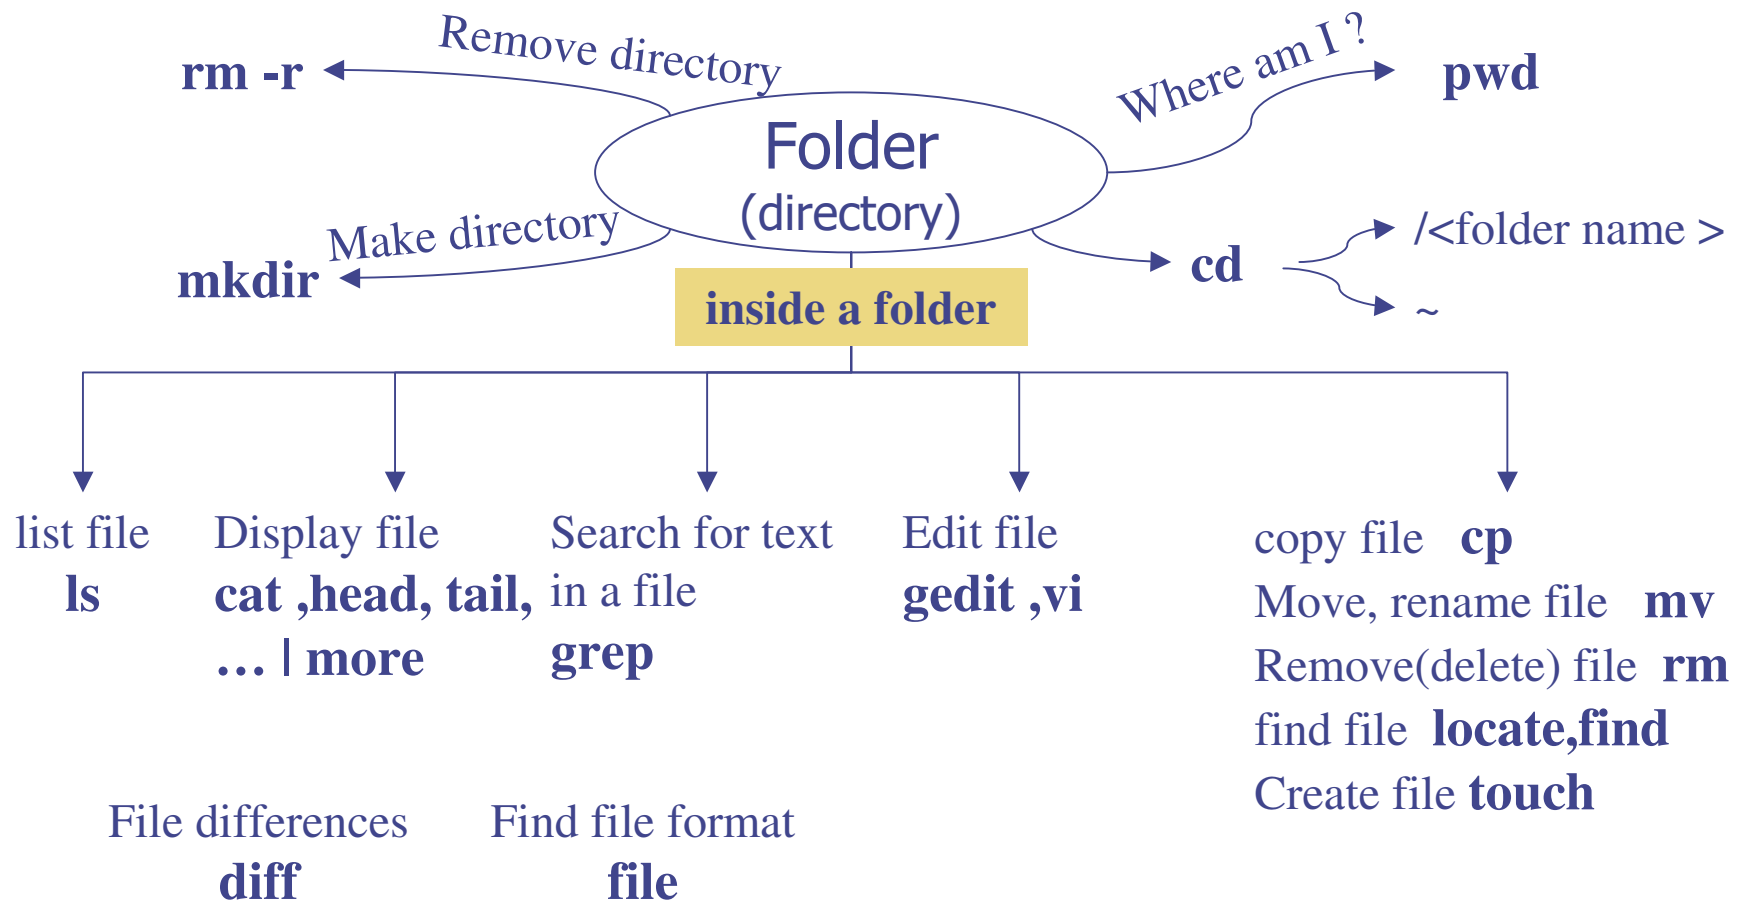 Remove directory
rm -r
Where am I ?
pwd
Folder
(directory)
Make directory
mkdir
cd
/<folder name >
~
inside a folder
list file
ls
Display file
cat ,head, tail,
… | more
Search for text
in a file
grep
Edit file
gedit ,vi
copy file cp
Move, rename file mv
Remove(delete) file rm
find file locate,find
Create file touch
File differences
diff
Find file format
file